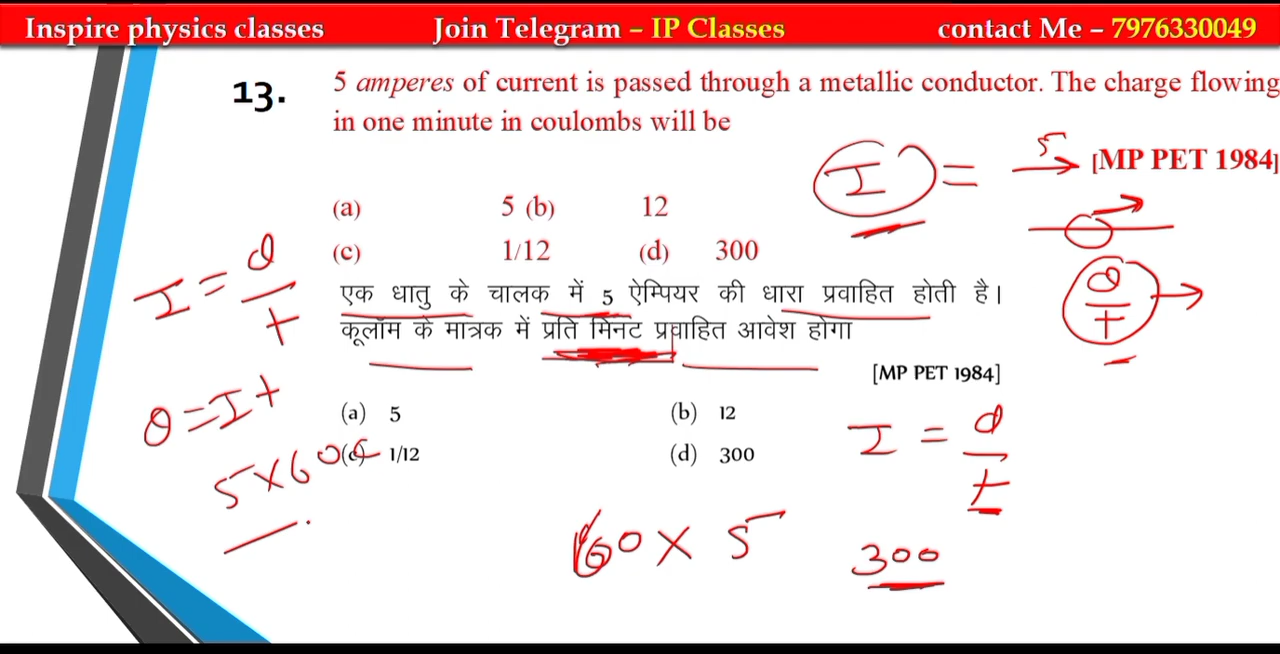 Inspire physics classes Join Telegram – IP Classes contact Me – 7976330049
13. 5 amperes of current is passed through a metallic conductor. The charge flowing
in one minute in coulombs will be
I = 5 [MP PET 1984]
(a) 5 (b) 12
(c) 1/12 (d) 300
I = Q/t
Q/t
एक धातु के चालक में 5 ऐम्पियर की धारा प्रवाहित होती है।
कूलॉम के मात्रक में प्रति मिनट प्रवाहित आवेश होगा
[MP PET 1984]
Q = It
(a) 5 (b) 12
(c) 1/12 (d) 300
I = Q/t
5×60
60 × 5 300